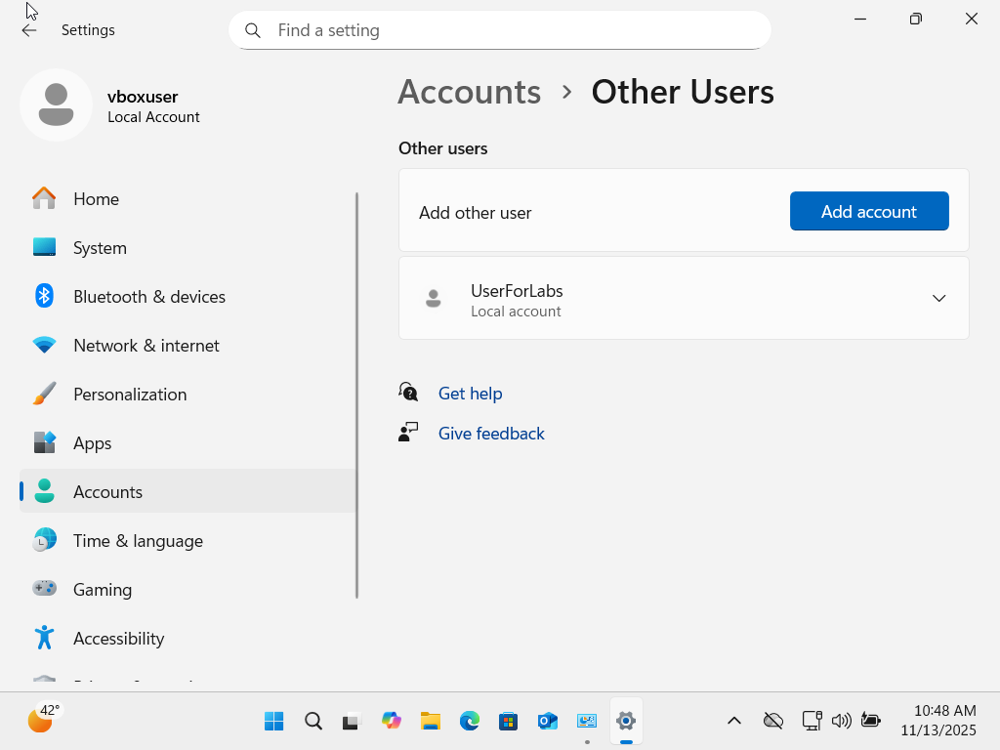 Settings
Find a setting
vboxuser
Local Account
Home
System
Bluetooth & devices
Network & internet
Personalization
Apps
Accounts
Time & language
Gaming
Accessibility
Accounts > Other Users
Other users
Add other user
Add account
UserForLabs
Local account
Get help
Give feedback
42°
10:48 AM
11/13/2025